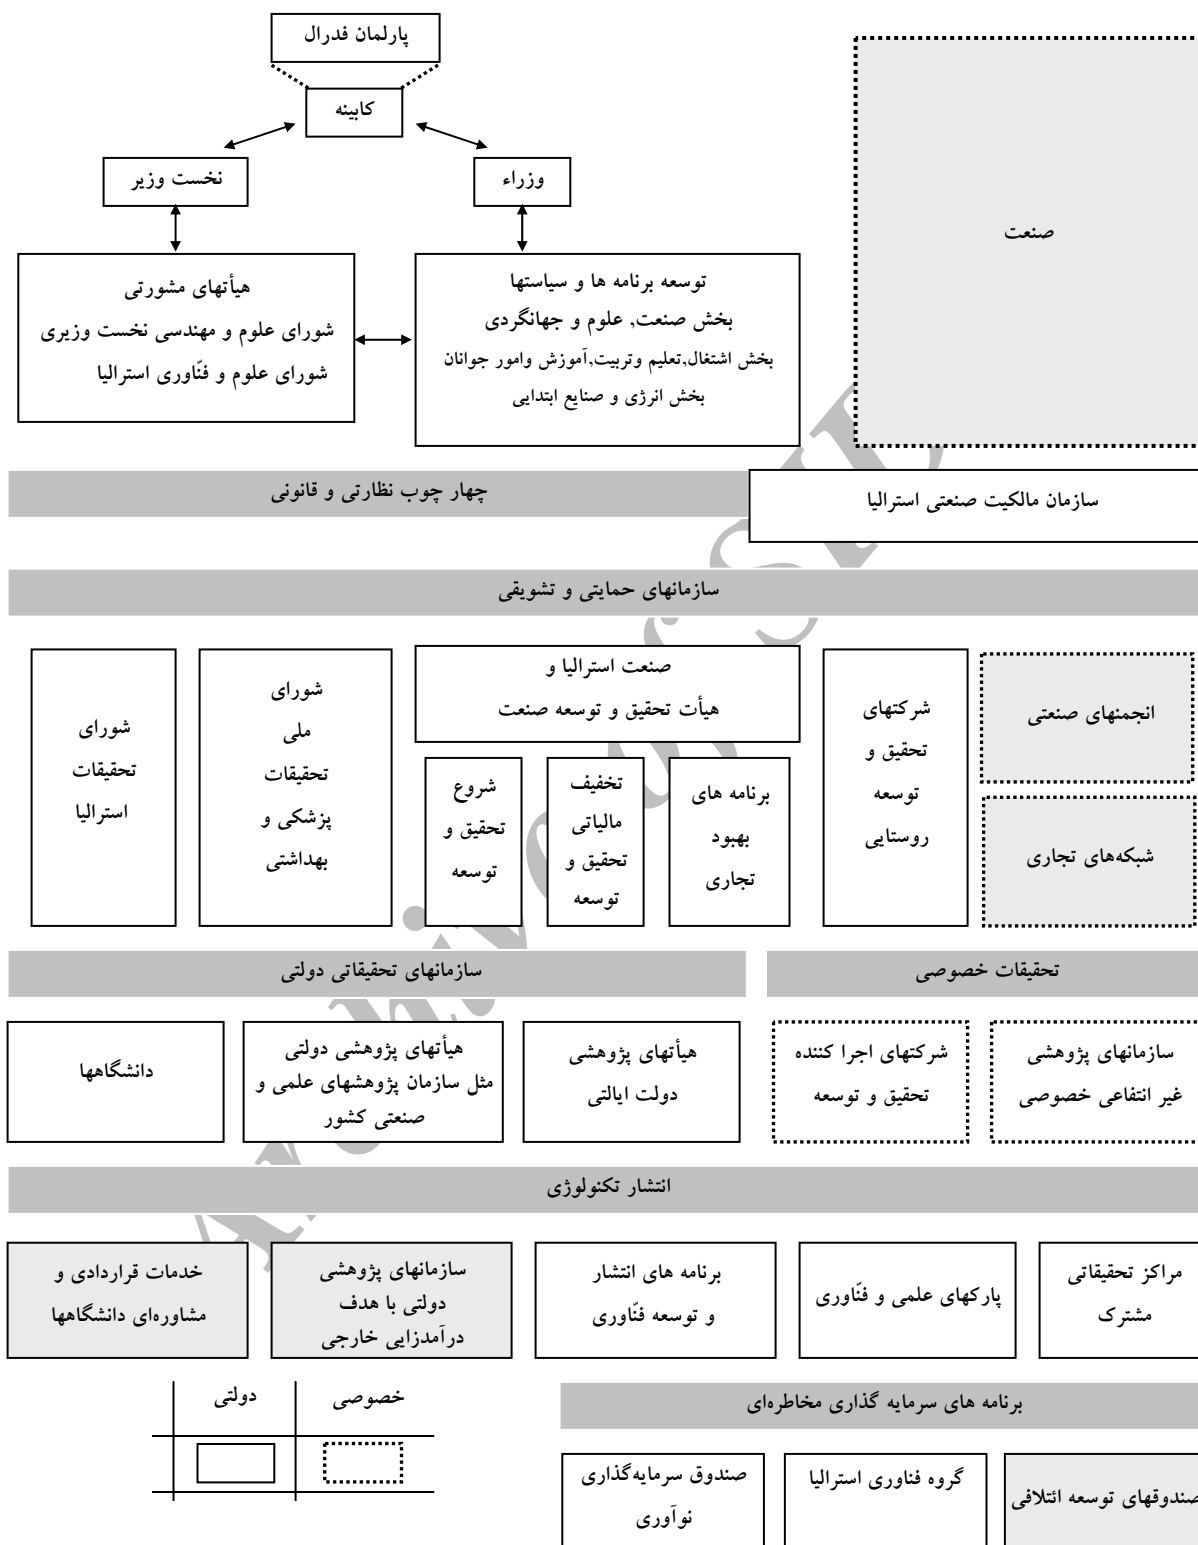 پارلمان فدرال
کابینه
وزراء
نخست وزیر
صنعت
توسعه برنامه ها و سیاستها
بخش صنعت, علوم و جهانگردی
بخش اشتغال,تعلیم وتربیت,آموزش وامور جوانان
بخش انرژی و صنایع ابتدایی
هیأتهای مشورتی
شورای علوم و مهندسی نخست وزیری
شورای علوم و فنّاوری استرالیا
سازمان مالکیت صنعتی استرالیا
چهار چوب نظارتی و قانونی
سازمانهای حمایتی و تشویقی
انجمنهای صنعتی
شبکه‌های تجاری
شرکتهای
تحقیق و
توسعه
روستایی
صنعت استرالیا و
هیأت تحقیق و توسعه صنعت
برنامه های
بهبود
تجاری
تخفیف
مالیاتی
تحقیق و
توسعه
شروع
تحقیق و
توسعه
شورای
ملی
تحقیقات
پزشکی و
بهداشتی
شورای
تحقیقات
استرالیا
تحقیقات خصوصی
سازمانهای تحقیقاتی دولتی
سازمانهای پژوهشی
غیر انتفاعی خصوصی
شرکتهای اجرا کننده
تحقیق و توسعه
هیأتهای پژوهشی
دولت ایالتی
هیأتهای پژوهشی دولتی
مثل سازمان پژوهشهای علمی و
صنعتی کشور
دانشگاهها
انتشار تکنولوژی
مراکز تحقیقاتی
مشترک
پارکهای علمی و فنّاوری
برنامه های انتشار
و توسعه فنّاوری
سازمانهای پژوهشی
دولتی با هدف
درآمدزایی خارجی
خدمات قراردادی و
مشاوره‌ای دانشگاهها
برنامه های سرمایه گذاری مخاطره‌ای
صندوقهای توسعه ائتلافی
گروه فناوری استرالیا
صندوق سرمایه‌گذاری
نوآوری
خصوصی
دولتی
Archive of SID